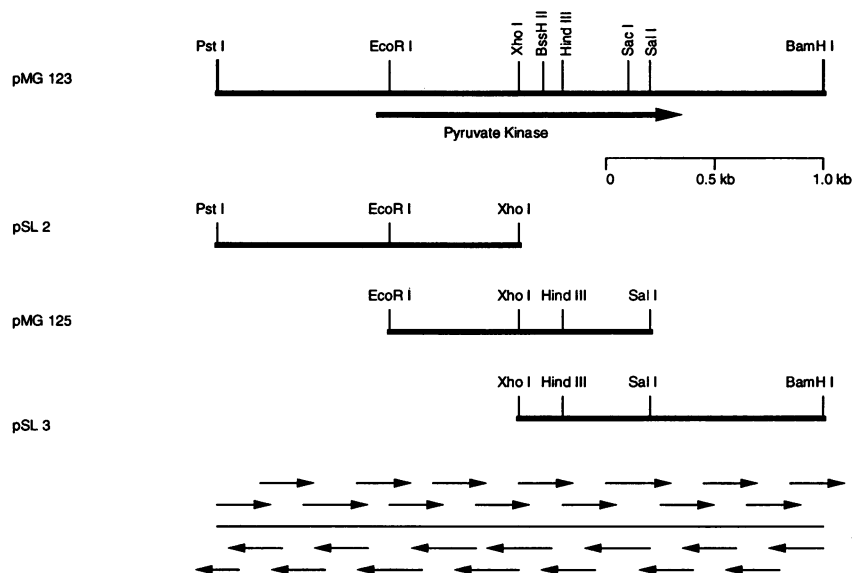 Pst I EcoR I Xho I BssH II Hind III Sac I Sal I BamH I
pMG 123
Pyruvate Kinase
0 0.5 kb 1.0 kb
Pst I EcoR I Xho I
pSL 2
EcoR I Xho I Hind III Sal I
pMG 125
Xho I Hind III Sal I BamH I
pSL 3